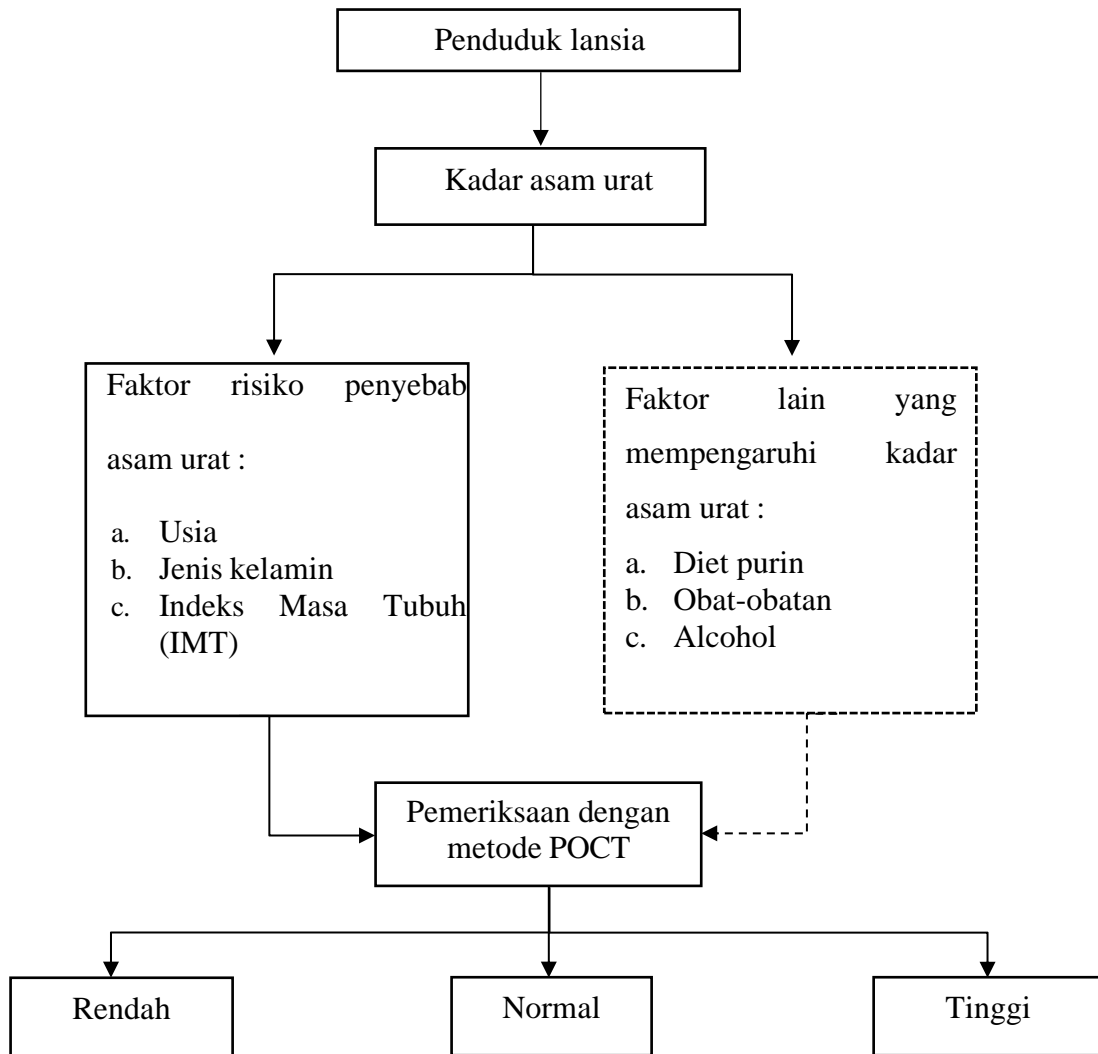 Penduduk lansia
Kadar asam urat
Faktor risiko penyebab
asam urat :
a. Usia
b. Jenis kelamin
c. Indeks Masa Tubuh
(IMT)
Faktor lain yang
mempengaruhi kadar
asam urat :
a. Diet purin
b. Obat-obatan
c. Alcohol
Pemeriksaan dengan
metode POCT
Rendah
Normal
Tinggi